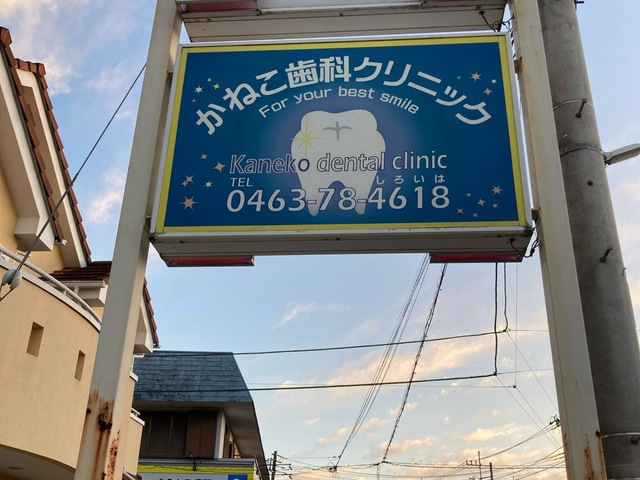 かねこ歯科クリニック
For your best smile
Kaneko dental clinic
TEL
しろいは
0463-78-4618